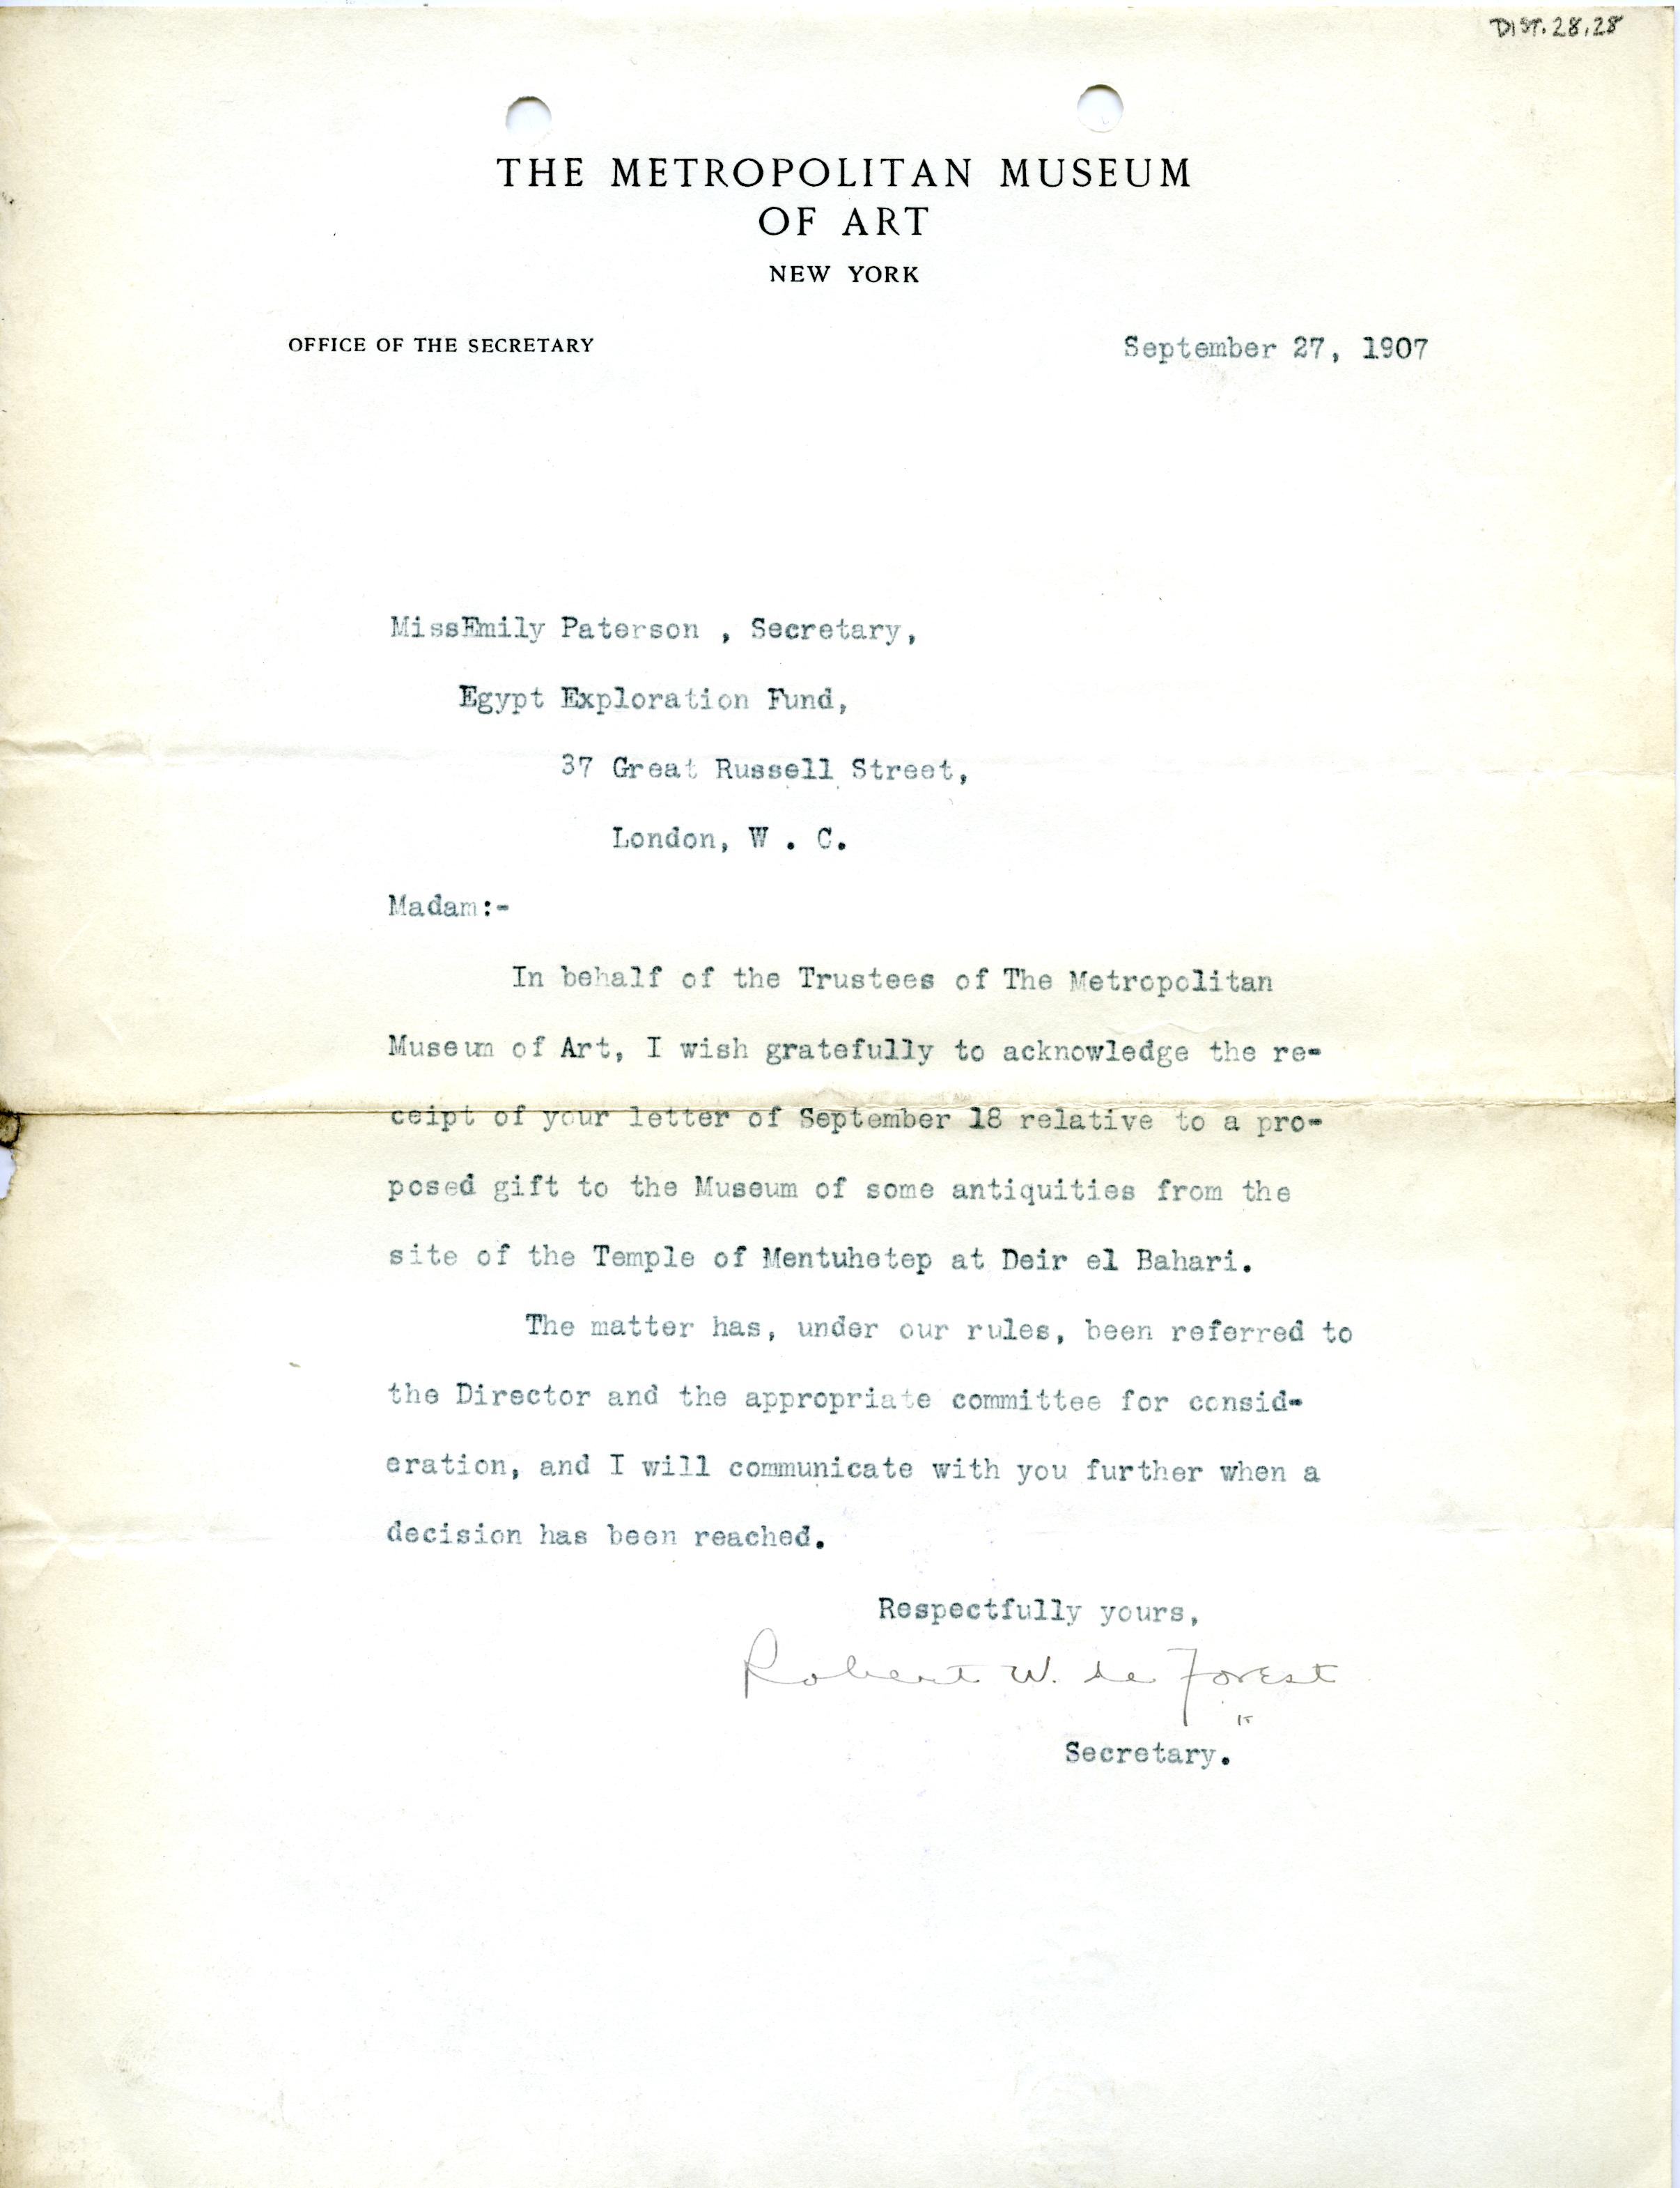 DIST.28,28
THE METROPOLITAN MUSEUM
OF ART
NEW YORK
OFFICE OF THE SECRETARY
September 27, 1907
MissEmily Paterson , Secretary,
Egypt Exploration Fund,
37 Great Russell Street,
London, W . C.
Madam:-
In behalf of the Trustees of The Metropolitan
Museum of Art, I wish gratefully to acknowledge the re-
ceipt of your letter of September 18 relative to a pro-
posed gift to the Museum of some antiquities from the
site of the Temple of Mentuhetep at Deir el Bahari.
The matter has, under our rules, been referred to
the Director and the appropriate committee for consid-
eration, and I will communicate with you further when a
decision has been reached.
Respectfully yours,
Robert W. de Forest
Secretary.